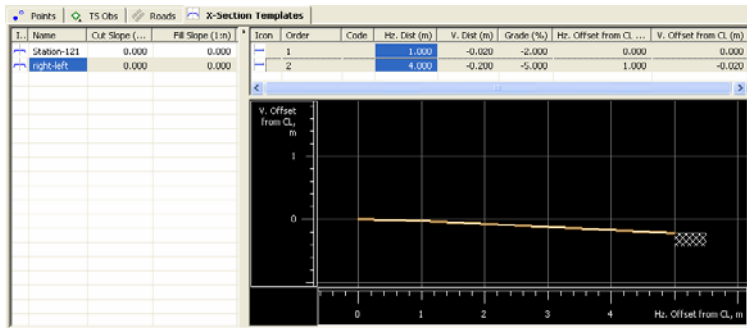 Points TS Obs Roads X-Section Templates
I.. Name Cut Slope (... Fill Slope (1:n) Icon Order Code Hz. Dist (m) V. Dist (m) Grade (%) Hz. Offset from CL ... V. Offset from CL (m)
Station-121 0.000 0.000 1 1.000 -0.020 -2.000 0.000 0.000
right-left 0.000 0.000 2 4.000 -0.200 -5.000 1.000 -0.020
V. Offset
from CL,
m
1
0
0 1 2 3 4 Hz. Offset from CL, m